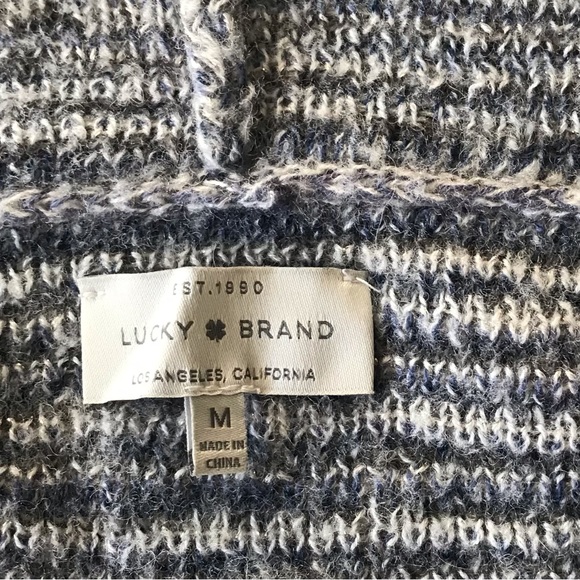 EST.1990
LUCKY BRAND
LOS ANGELES, CALIFORNIA
M
MADE IN
CHINA